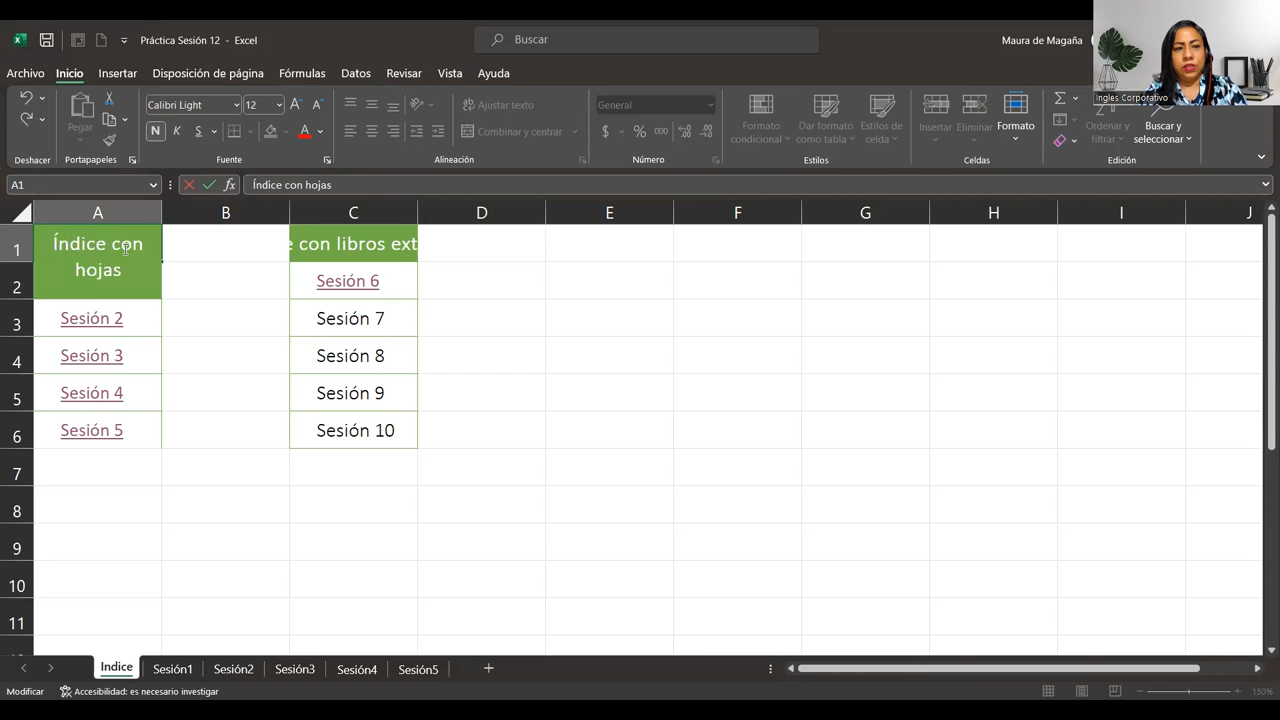 Práctica Sesión 12 - Excel
Buscar
Maura de Magaña
Ingles Corporativo
Archivo Inicio Insertar Disposición de página Fórmulas Datos Revisar Vista Ayuda
Pegar
Calibri Light 12
Ajustar texto
General
Formato condicional
Dar formato como tabla
Estilos de celda
Insertar
Eliminar
Formato
Ordenar y filtrar
Buscar y seleccionar
N K S
A
Combinar y centrar
$ % 000
Deshacer Portapapeles Fuente Alineación Número Estilos Celdas Edición
A1 fx Índice con hojas
A B C D E F G H I J
1 Índice con hojas e con libros ext
2 Sesión 6
3 Sesión 2 Sesión 7
4 Sesión 3 Sesión 8
5 Sesión 4 Sesión 9
6 Sesión 5 Sesión 10
7
8
9
10
11
Indice Sesión1 Sesión2 Sesión3 Sesión4 Sesión5
Modificar Accesibilidad: es necesario investigar 150%